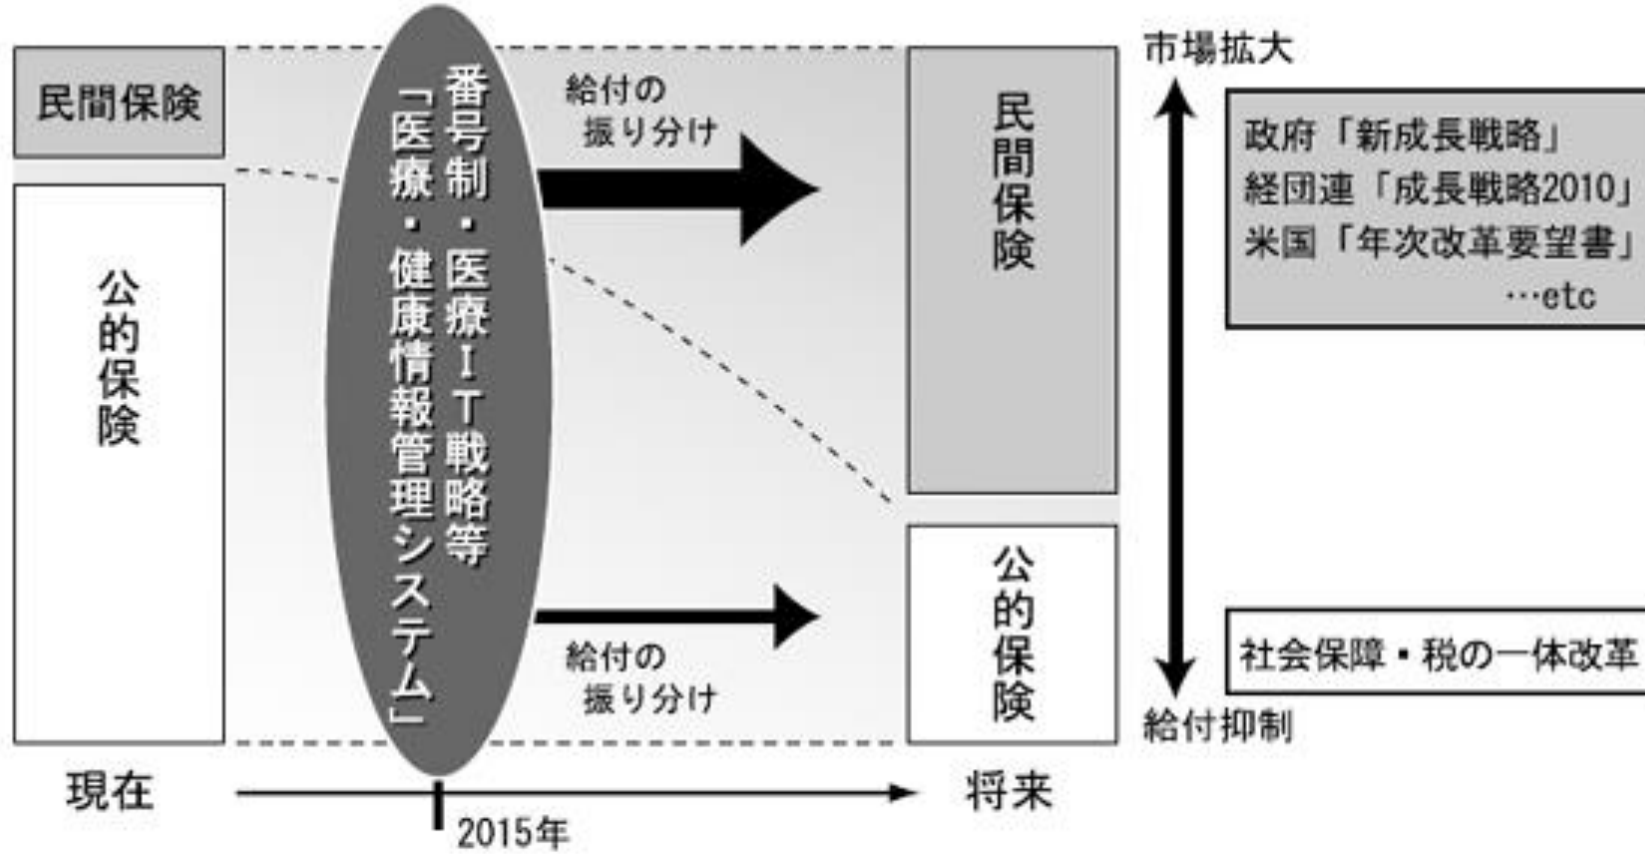 民間保険
公的保険
現在
番号制・医療IT戦略等
「医療・健康情報管理システム」
給付の
振り分け
給付の
振り分け
2015年
民間保険
公的保険
将来
市場拡大
政府「新成長戦略」
経団連「成長戦略2010」
米国「年次改革要望書」
…etc
社会保障・税の一体改革
給付抑制